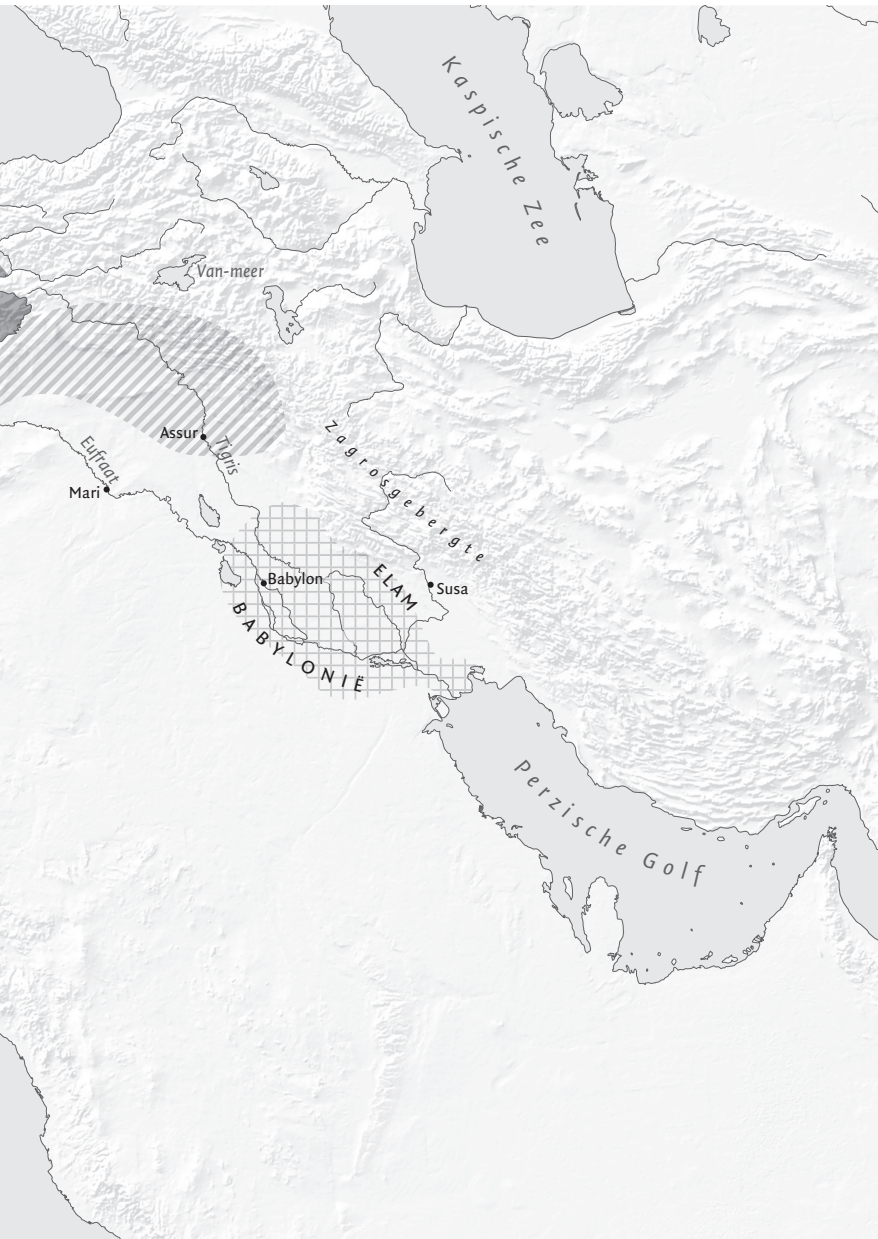 Kaspische Zee
Van-meer
Zagrosgebergte
Assur
Tigris
Eufraat
Mari
Babylon
ELAM
Susa
BABYLONIË
Perzische Golf